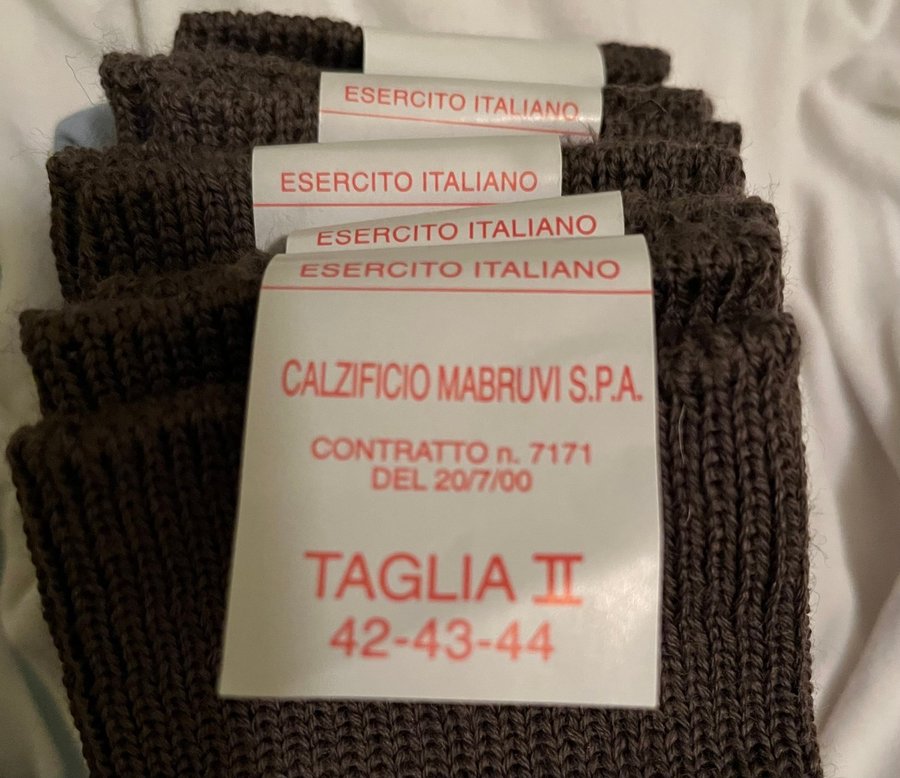 ESERCITO ITALIANO
ESERCITO ITALIANO
ESERCITO ITALIANO
ESERCITO ITALIANO
CALZIFICIO MABRUVI S.P.A.
CONTRATTO n. 7171
DEL 20/7/00
TAGLIA II
42-43-44